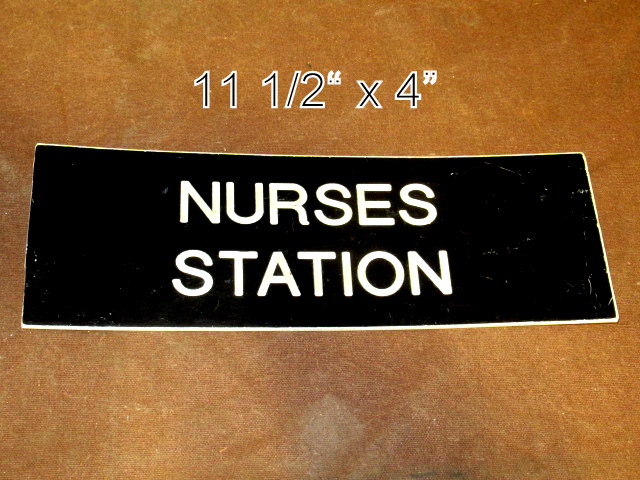 11 1/2“ x 4”
NURSES
STATION